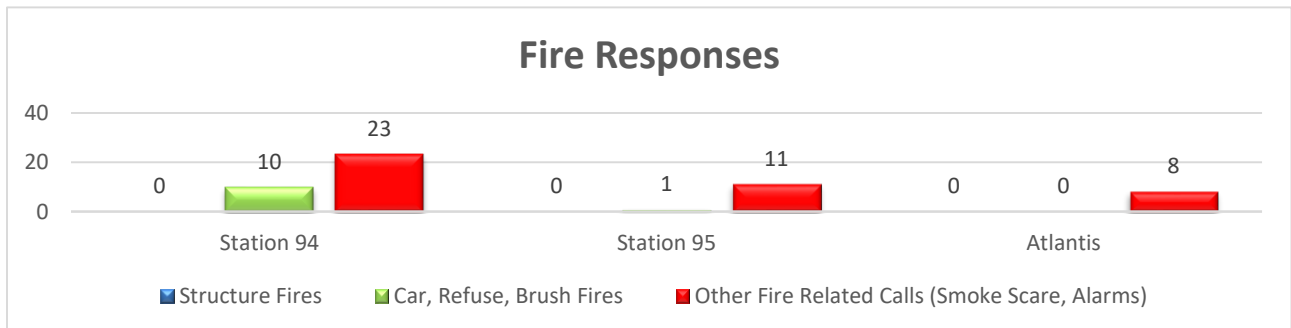 Fire Responses
40
20
0
0
10
23
0
1
11
0
0
8
Station 94
Station 95
Atlantis
Structure Fires
Car, Refuse, Brush Fires
Other Fire Related Calls (Smoke Scare, Alarms)